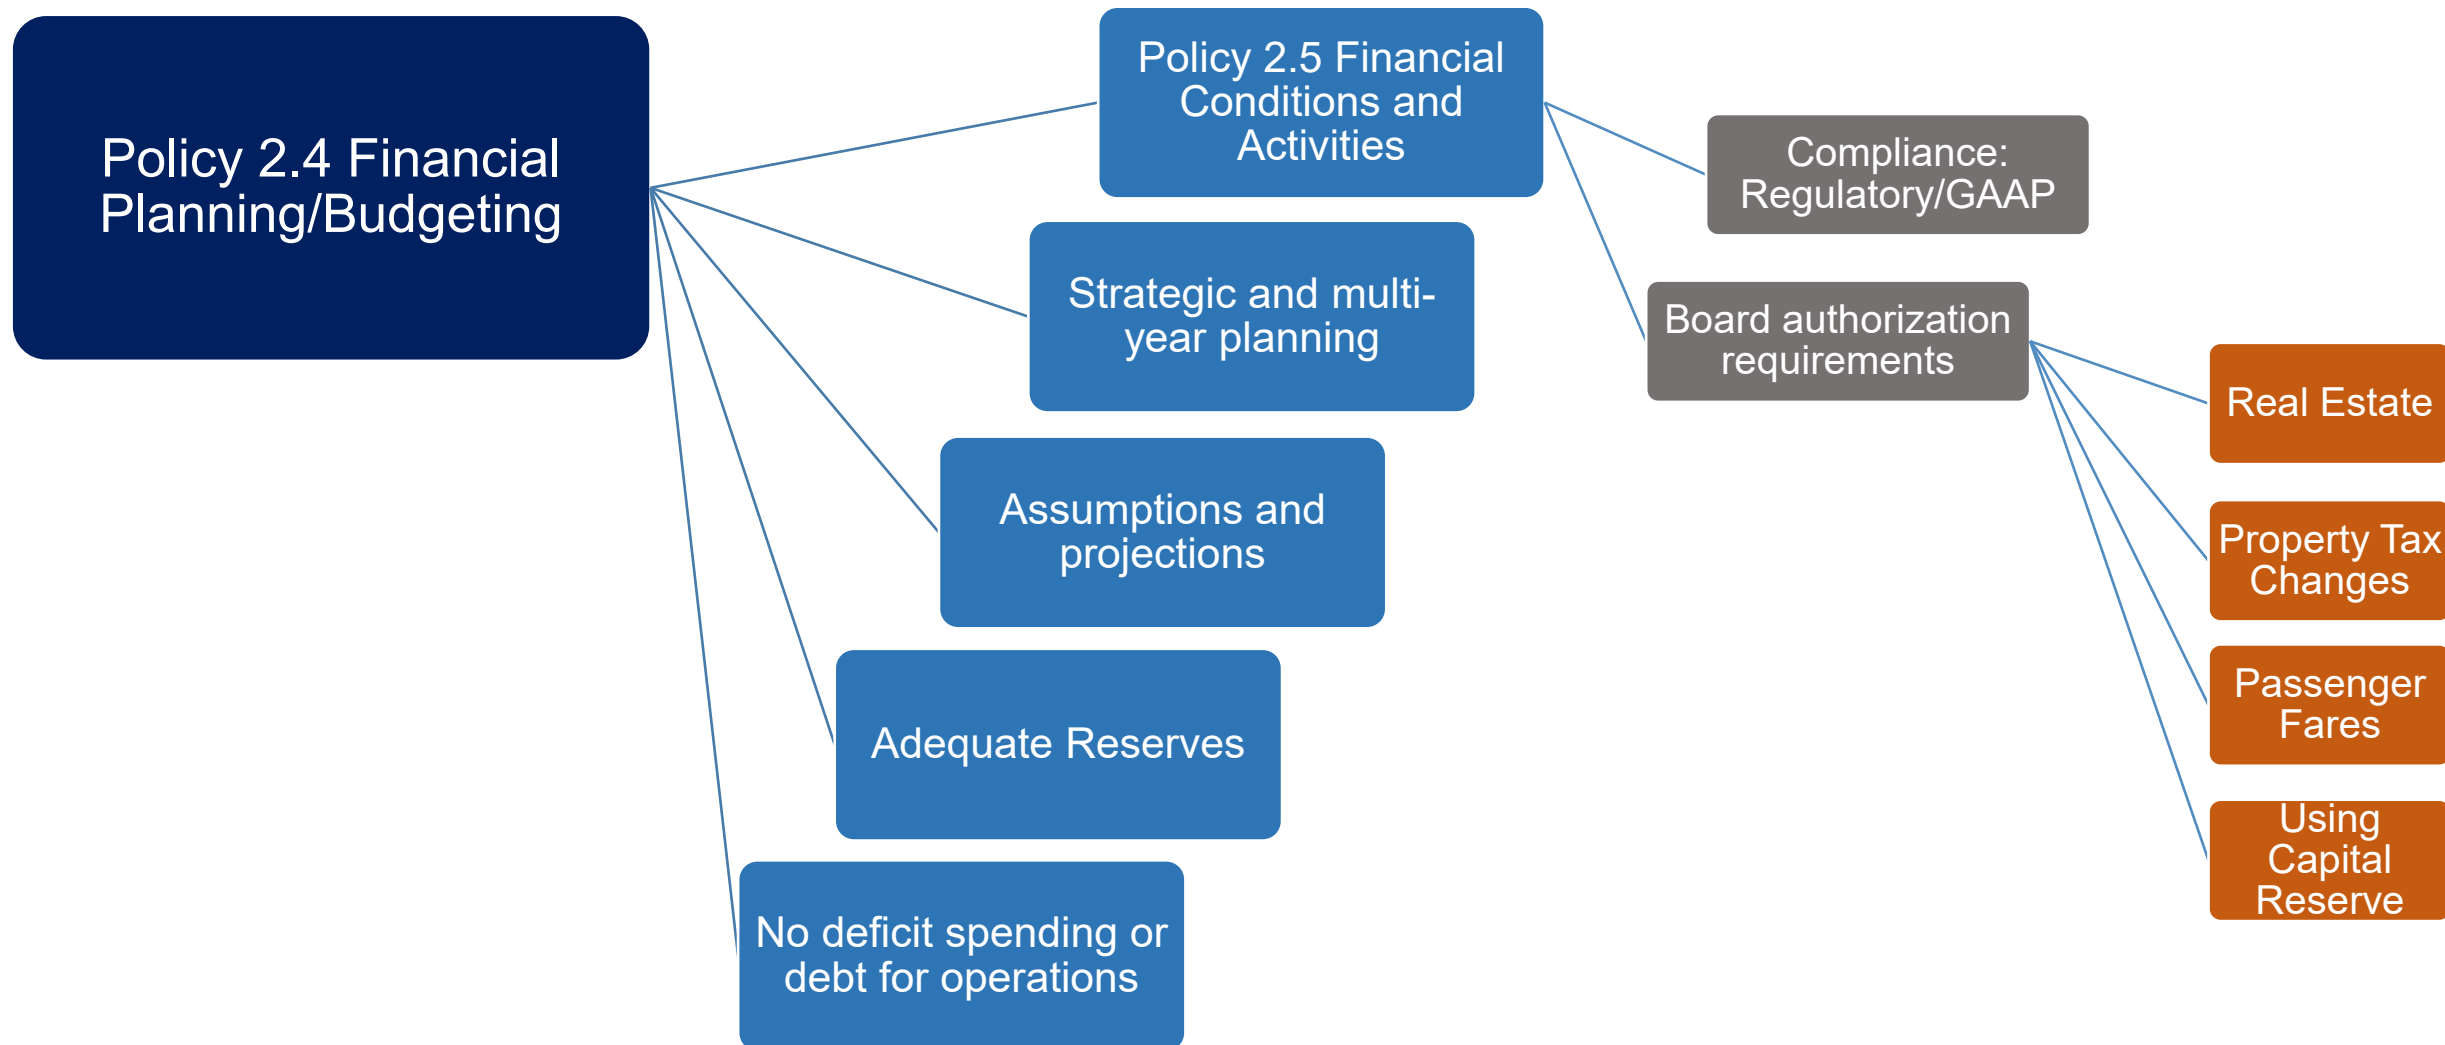 Policy 2.4 Financial
Planning/Budgeting
Policy 2.5 Financial
Conditions and
Activities
Strategic and multi-
year planning
Assumptions and
projections
Adequate Reserves
No deficit spending or
debt for operations
Compliance:
Regulatory/GAAP
Board authorization
requirements
Real Estate
Property Tax
Changes
Passenger
Fares
Using
Capital
Reserve